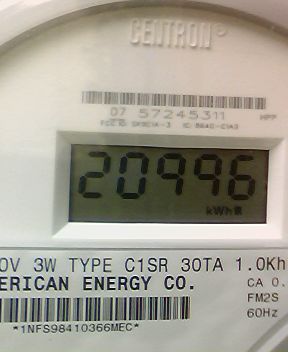 CENTRON®
07 57245311
HPP
20996
kWh
0V 3W TYPE C1SR 30TA 1.0Kh
ERICAN ENERGY CO.
CA 0.
FM2S
60Hz
*1NFS98410366MEC*